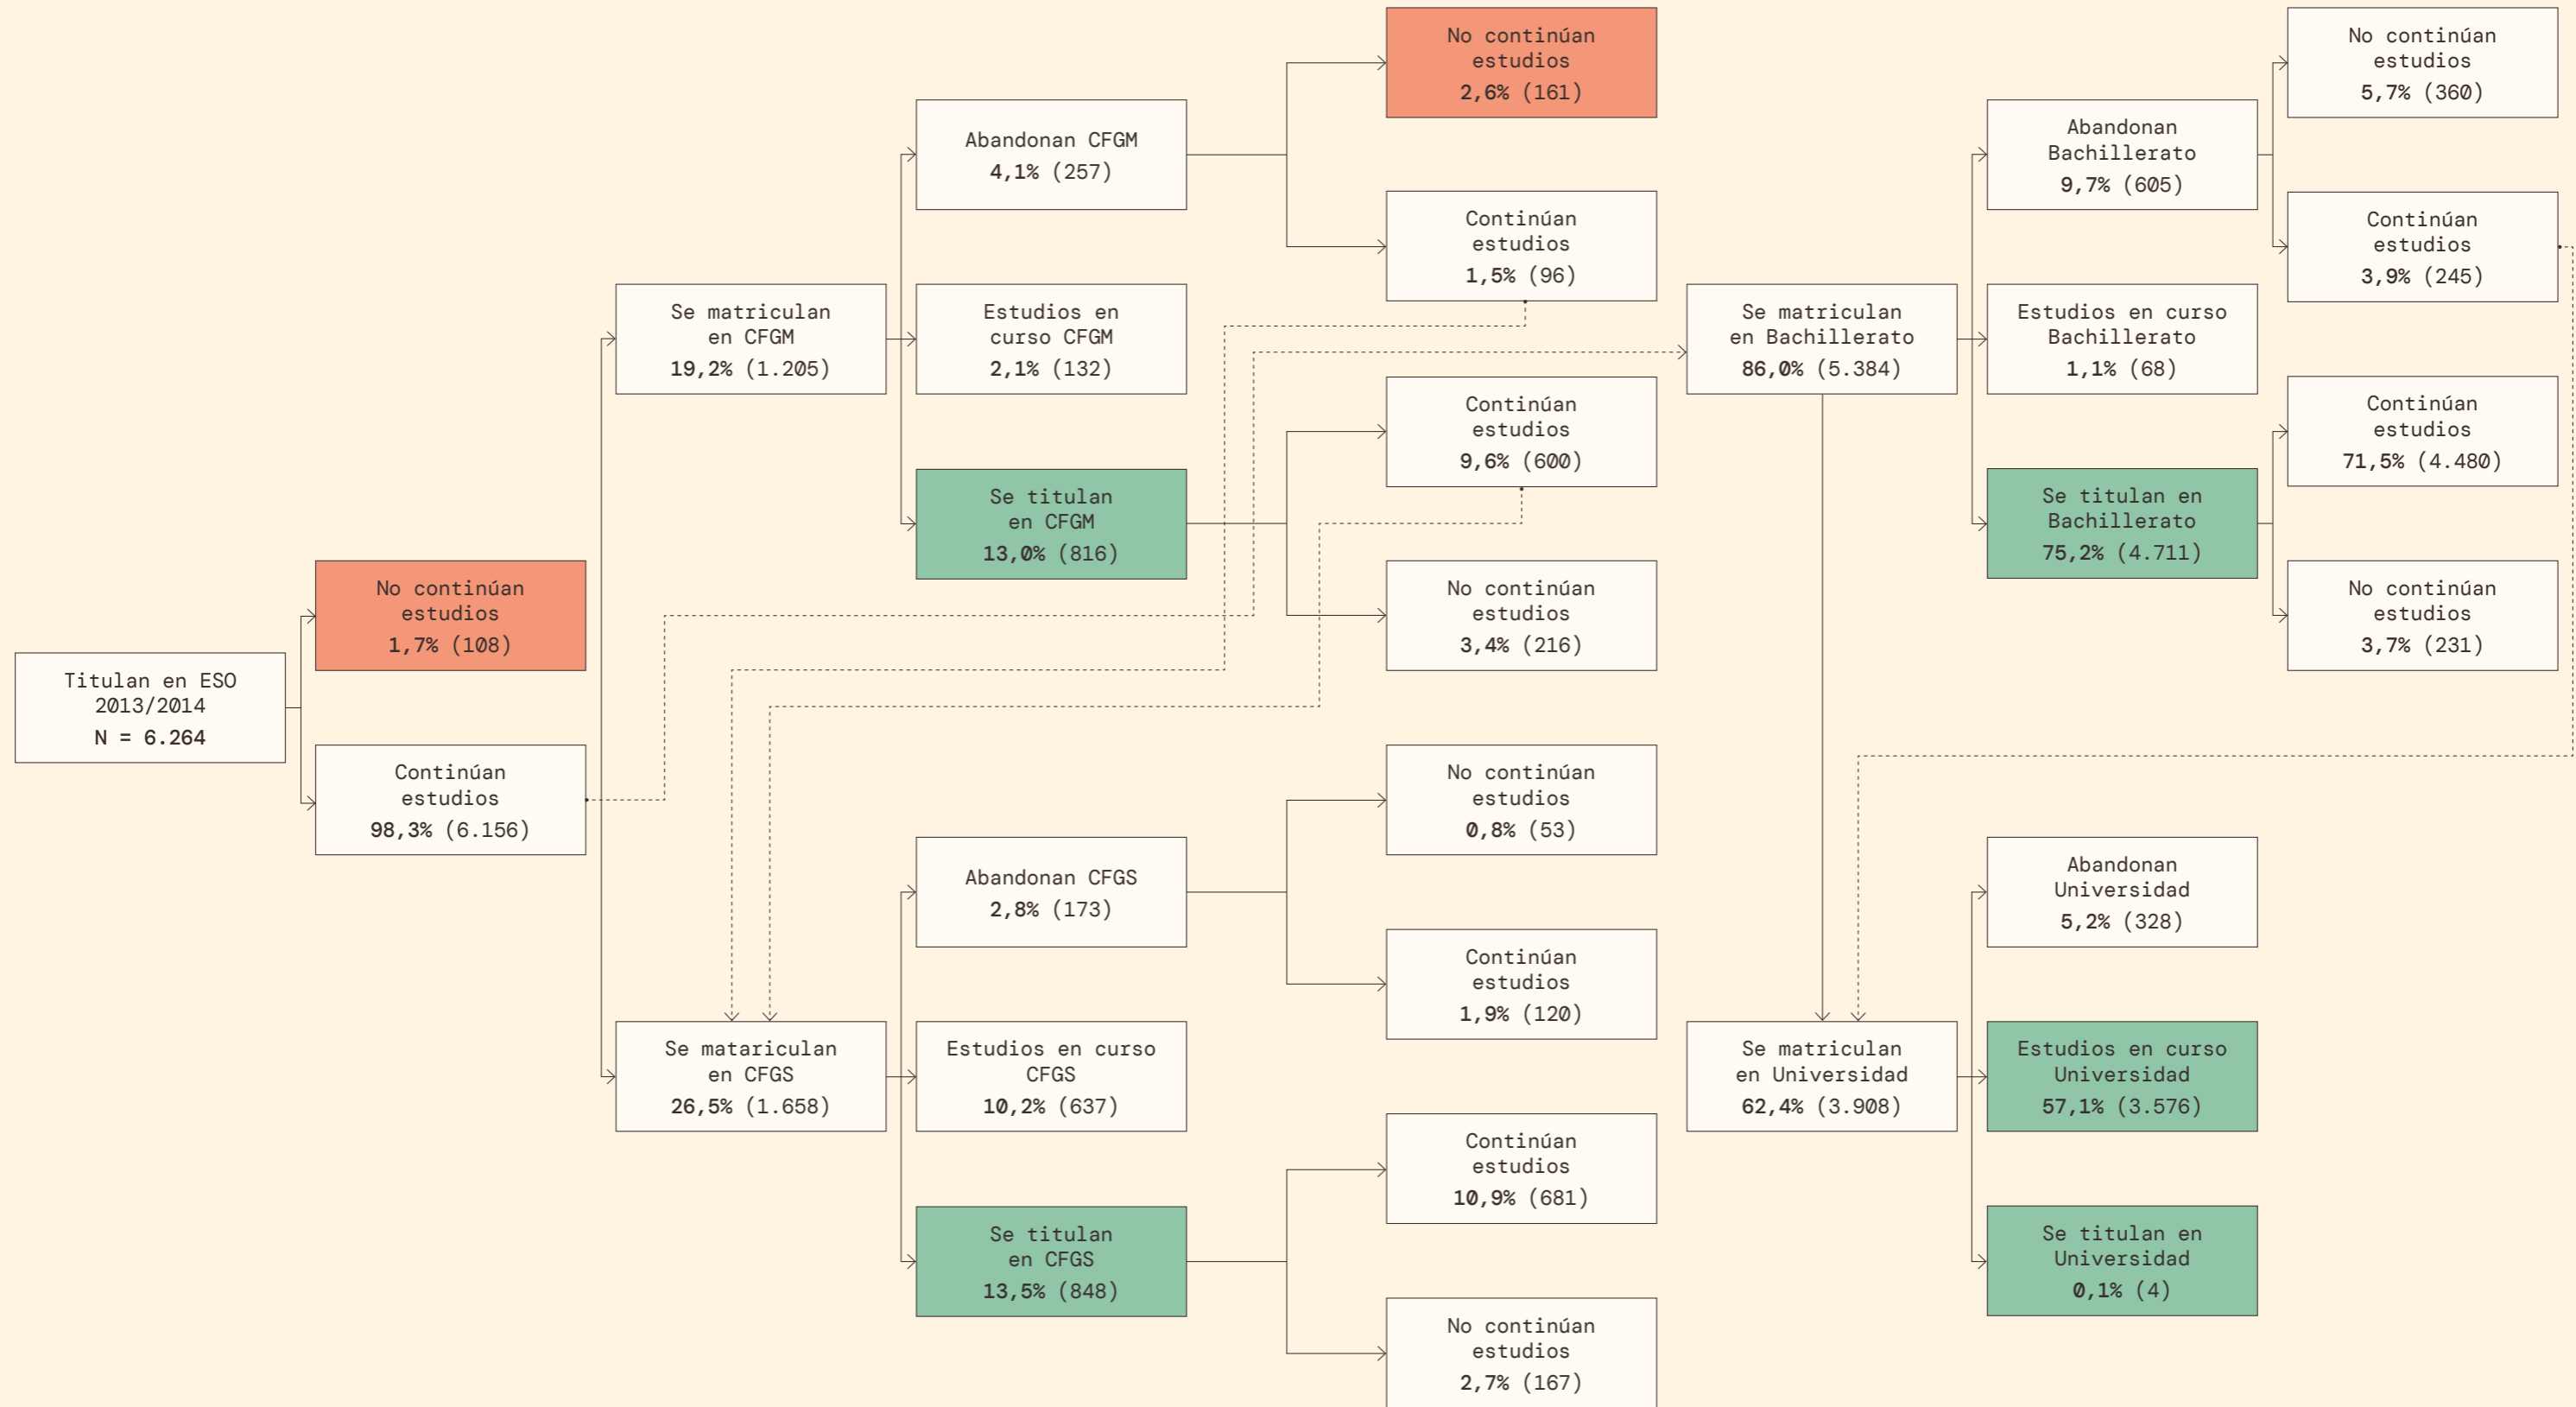 Titulan en ESO
2013/2014
N = 6.264
No continúan
estudios
1,7% (108)
Continúan
estudios
98,3% (6.156)
Se matriculan
en CFGM
19,2% (1.205)
Abandonan CFGM
4,1% (257)
No continúan
estudios
2,6% (161)
Continúan
estudios
1,5% (96)
Estudios en
curso CFGM
2,1% (132)
Se titulan
en CFGM
13,0% (816)
Continúan
estudios
9,6% (600)
No continúan
estudios
3,4% (216)
Se matariculan
en CFGS
26,5% (1.658)
Abandonan CFGS
2,8% (173)
No continúan
estudios
0,8% (53)
Continúan
estudios
1,9% (120)
Estudios en curso
CFGS
10,2% (637)
Se titulan
en CFGS
13,5% (848)
Continúan
estudios
10,9% (681)
No continúan
estudios
2,7% (167)
Se matriculan
en Bachillerato
86,0% (5.384)
Abandonan
Bachillerato
9,7% (605)
No continúan
estudios
5,7% (360)
Continúan
estudios
3,9% (245)
Estudios en curso
Bachillerato
1,1% (68)
Se titulan en
Bachillerato
75,2% (4.711)
Continúan
estudios
71,5% (4.480)
No continúan
estudios
3,7% (231)
Se matriculan
en Universidad
62,4% (3.908)
Abandonan
Universidad
5,2% (328)
Estudios en curso
Universidad
57,1% (3.576)
Se titulan en
Universidad
0,1% (4)